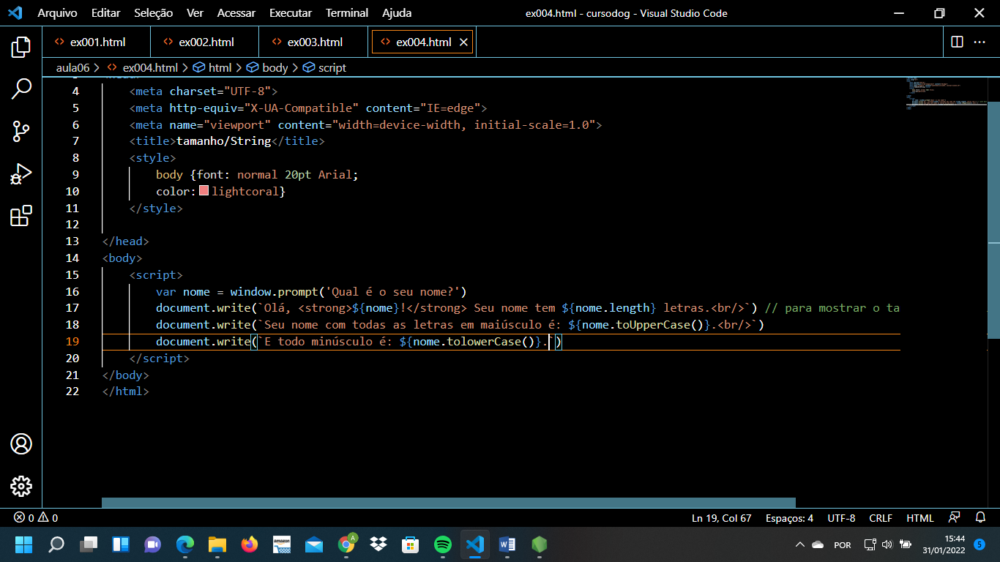 Arquivo Editar Seleção Ver Acessar Executar Terminal Ajuda ex004.html - cursodog - Visual Studio Code
ex001.html ex002.html ex003.html ex004.html
aula06 > ex004.html > html > body > script
4 <meta charset="UTF-8">
5 <meta http-equiv="X-UA-Compatible" content="IE=edge">
6 <meta name="viewport" content="width=device-width, initial-scale=1.0">
7 <title>tamanho/String</title>
8 <style>
9 body {font: normal 20pt Arial;
10 color: lightcoral}
11 </style>
12
13 </head>
14 <body>
15 <script>
16 var nome = window.prompt('Qual é o seu nome?')
17 document.write(`Olá, <strong>${nome}!</strong> Seu nome tem ${nome.length} letras.<br/>`) // para mostrar o ta
18 document.write(`Seu nome com todas as letras em maiúsculo é: ${nome.toUpperCase()}.<br/>`)
19 document.write(`E todo minúsculo é: ${nome.tolowerCase()}.`)
20 </script>
21 </body>
22 </html>
0 0 Ln 19, Col 67 Espaços: 4 UTF-8 CRLF HTML
amazon A POR 15:44
31/01/2022 5